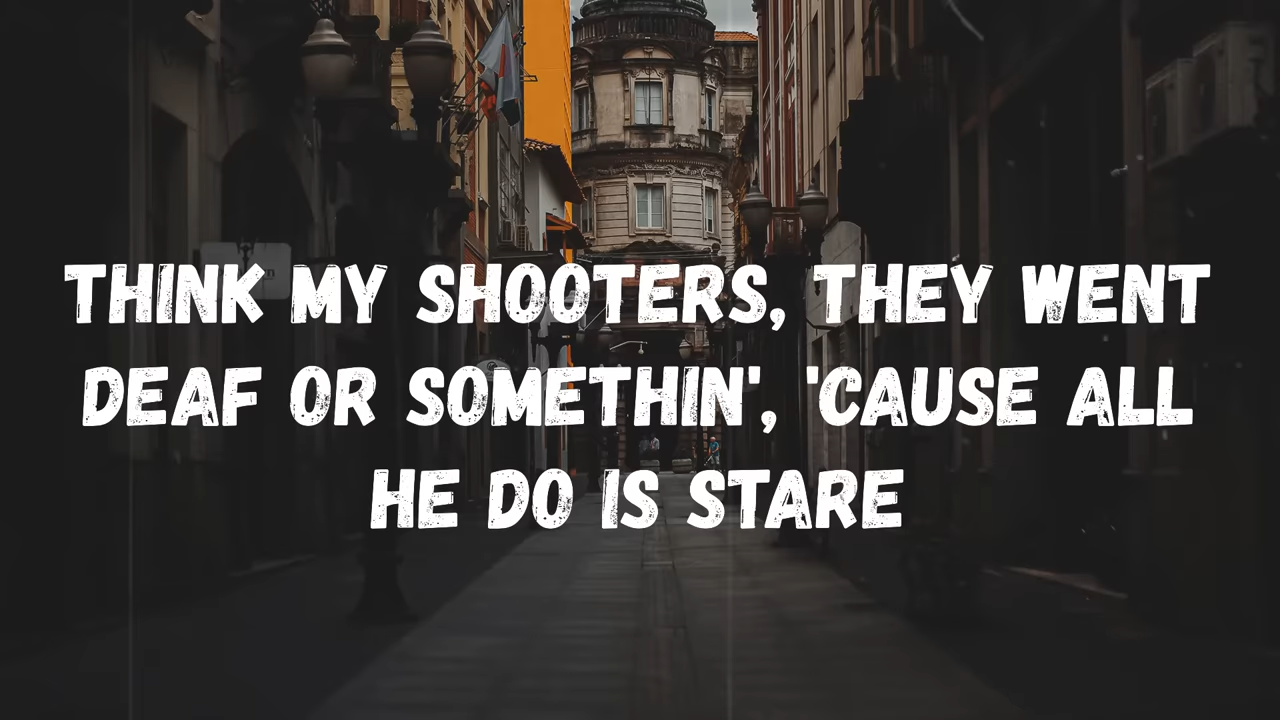 THINK MY SHOOTERS, THEY WENT
DEAF OR SOMETHIN', 'CAUSE ALL
HE DO IS STARE